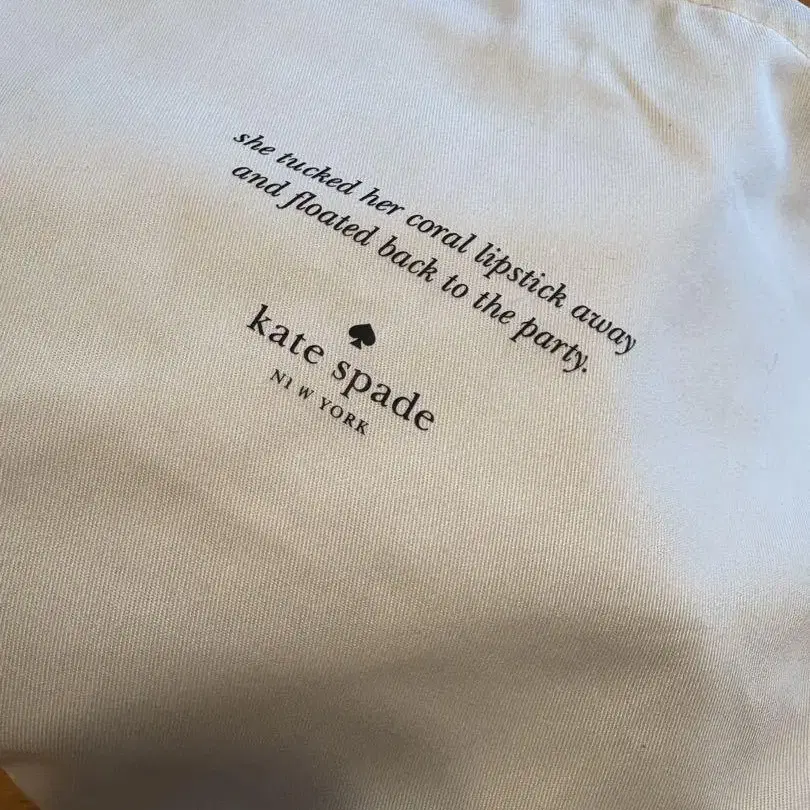 she tucked her coral lipstick away
and floated back to the party.
kate spade
NEW YORK